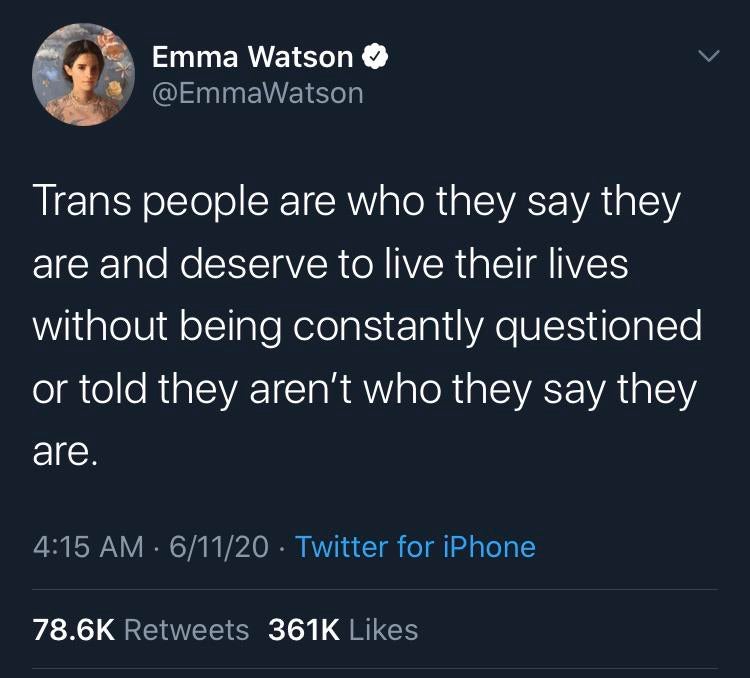 Emma Watson
@EmmaWatson
Trans people are who they say they
are and deserve to live their lives
without being constantly questioned
or told they aren’t who they say they
are.
4:15 AM · 6/11/20 · Twitter for iPhone
78.6K Retweets 361K Likes